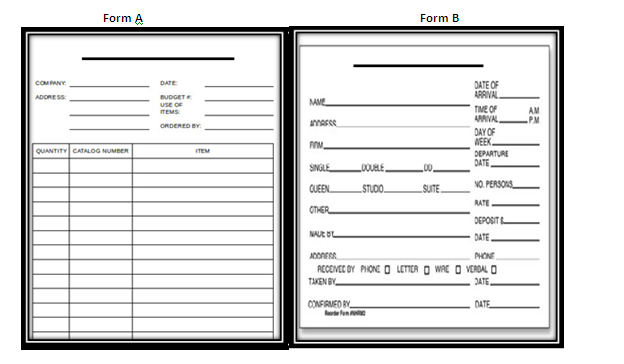 Form A
COMPANY:
DATE:
ADDRESS:
BUDGET #:
USE OF
ITEMS:
ORDERED BY:
QUANTITY CATALOG NUMBER ITEM
Form B
NAME
ADDRESS
FIRM
SINGLE DOUBLE DD
QUEEN STUDIO SUITE
OTHER
MADE BY
ADDRESS
DATE OF
ARRIVAL
TIME OF A.M
ARRIVAL P.M
DAY OF
WEEK
DEPARTURE
DATE
NO. PERSONS
RATE
DEPOSIT $
DATE
PHONE
RECEIVED BY PHONE LETTER WIRE VERBAL
TAKEN BY DATE
CONFIRMED BY DATE
Reorder Form